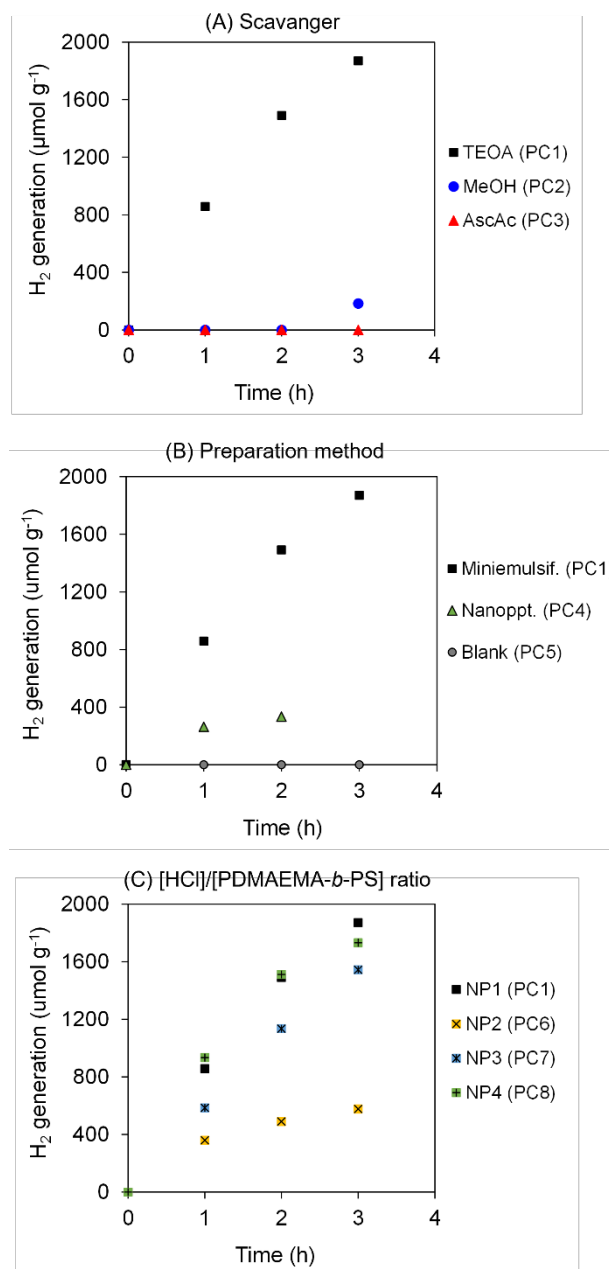 (A) Scavanger
2000
1600
1200
800
400
0
H₂ generation (µmol g⁻¹)
0 1 2 3 4
Time (h)
TEOA (PC1)
MeOH (PC2)
AscAc (PC3)
(B) Preparation method
2000
1600
1200
800
400
0
H₂ generation (umol g⁻¹)
0 1 2 3 4
Time (h)
Miniemulsif. (PC1
Nanoppt. (PC4)
Blank (PC5)
(C) [HCl]/[PDMAEMA-b-PS] ratio
2000
1600
1200
800
400
0
H₂ generation (umol g⁻¹)
0 1 2 3 4
Time (h)
NP1 (PC1)
NP2 (PC6)
NP3 (PC7)
NP4 (PC8)